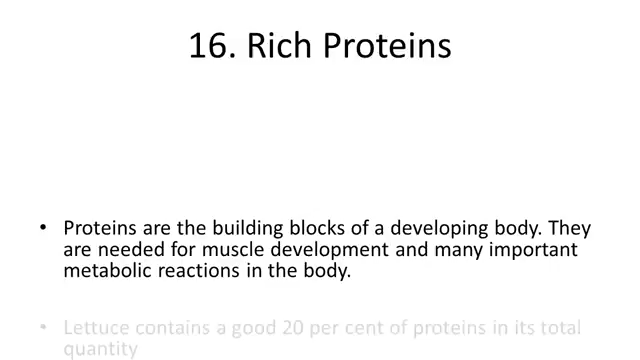 16. Rich Proteins
• Proteins are the building blocks of a developing body. They
are needed for muscle development and many important
metabolic reactions in the body.
• Lettuce contains a good 20 per cent of proteins in its total
quantity